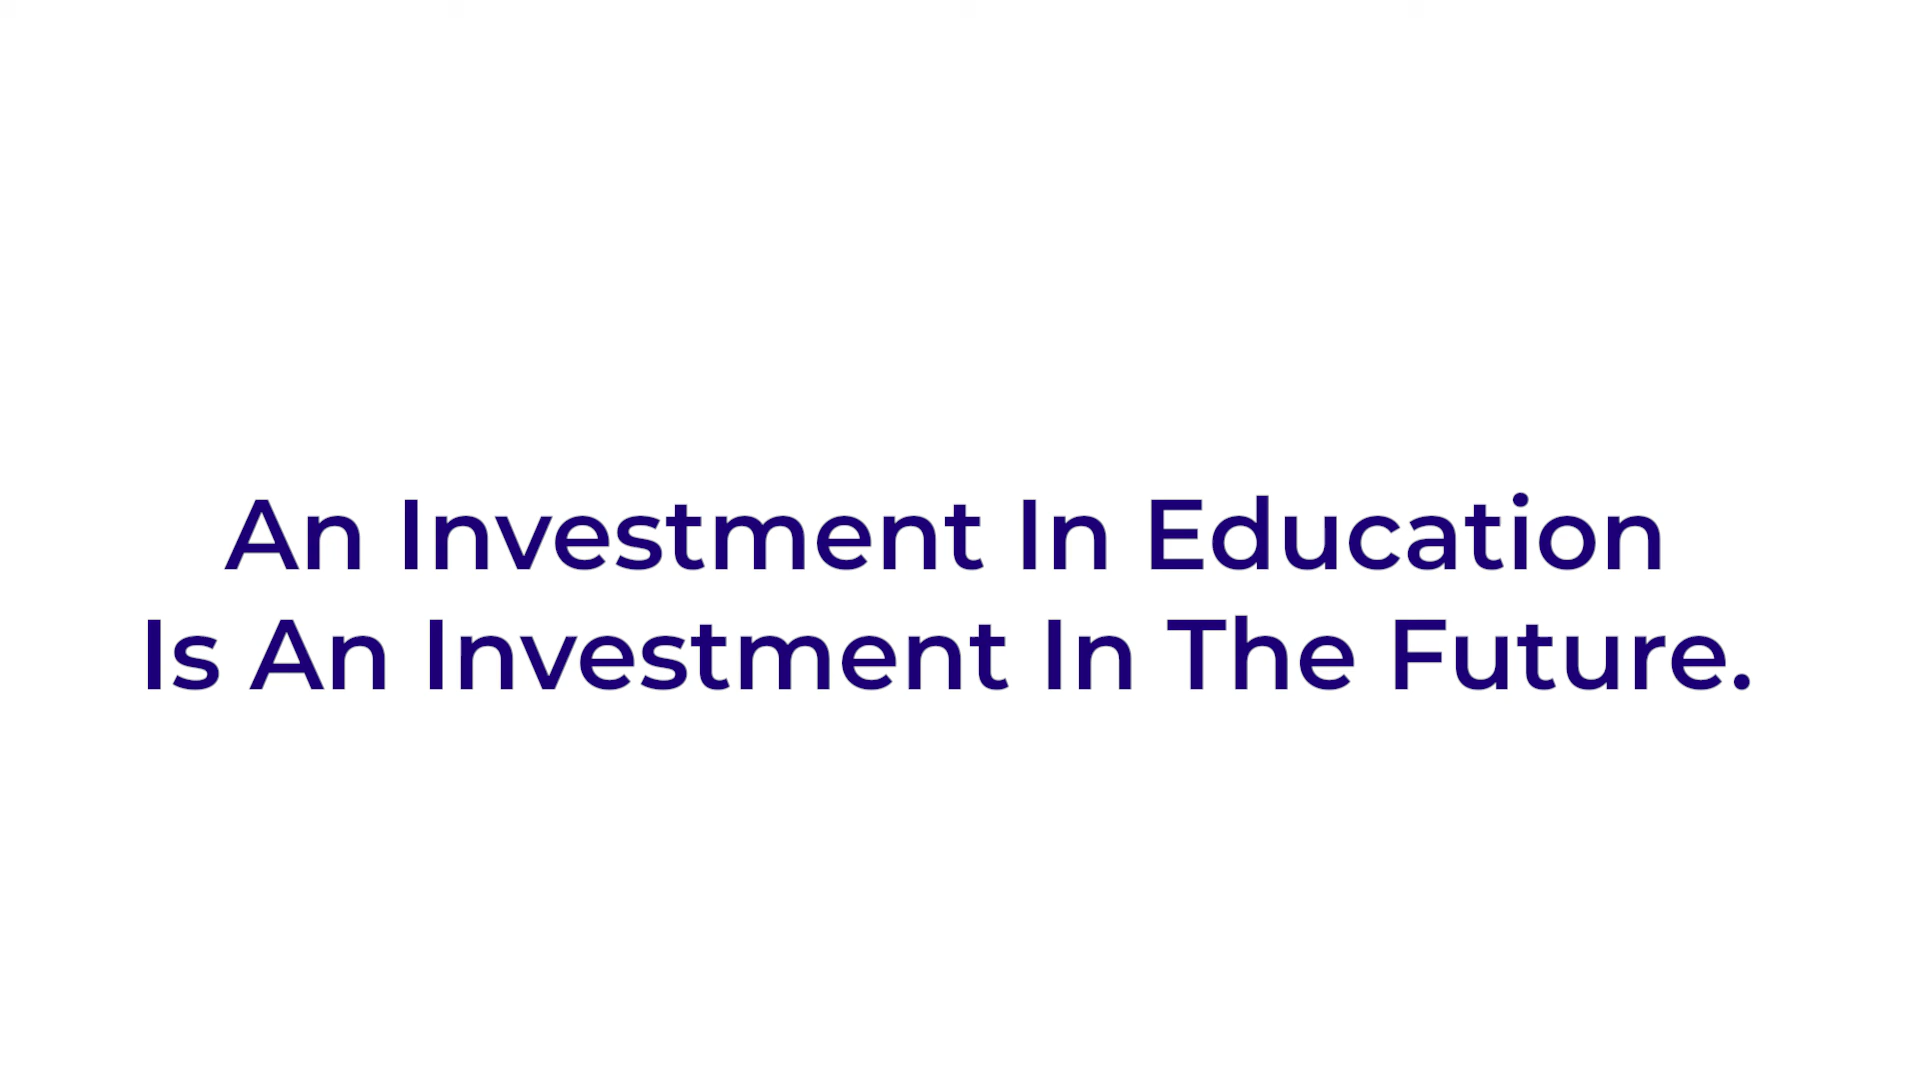 An Investment In Education
Is An Investment In The Future.